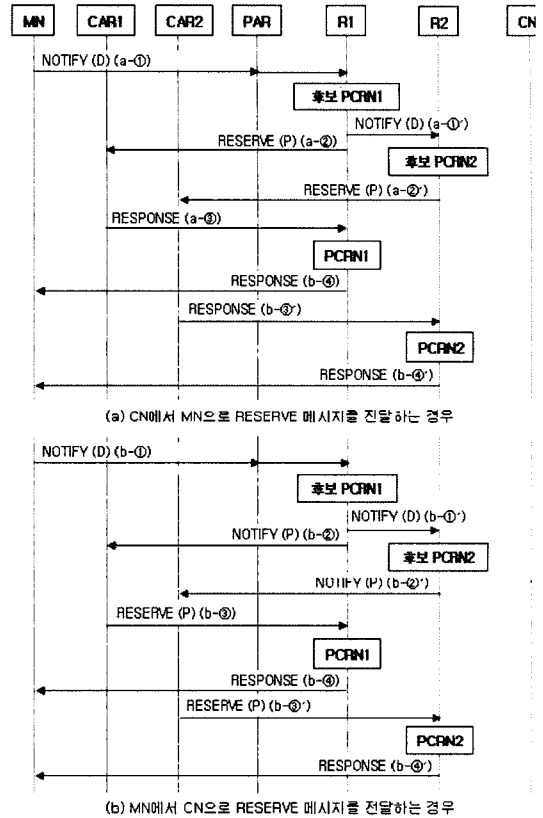 MN CAR1 CAR2 PAR R1 R2 CN
NOTIFY (D) (a-①)
후보 PCRN1
NOTIFY (D) (a-①′)
RESERVE (P) (a-②)
후보 PCRN2
RESERVE (P) (a-②′)
RESPONSE (a-③)
PCRN1
RESPONSE (b-④)
RESPONSE (b-③′)
PCRN2
RESPONSE (b-④′)
(a) CN에서 MN으로 RESERVE 메시지를 전달하는 경우
NOTIFY (D) (b-①)
후보 PCRN1
NOTIFY (D) (b-①′)
NOTIFY (P) (b-②)
후보 PCRN2
NOTIFY (P) (b-②′)
RESERVE (P) (b-③)
PCRN1
RESPONSE (b-④)
RESERVE (P) (b-③′)
PCRN2
RESPONSE (b-④′)
(b) MN에서 CN으로 RESERVE 메시지를 전달하는 경우